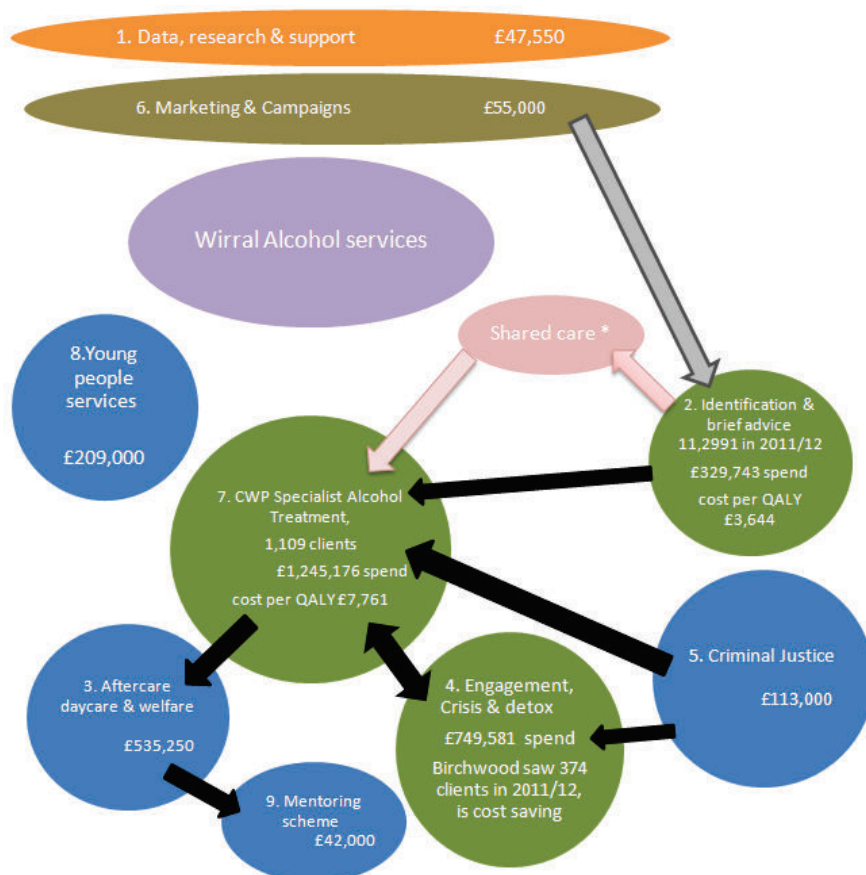 1. Data, research & support £47,550
6. Marketing & Campaigns £55,000
Wirral Alcohol services
Shared care *
8.Young
people
services
£209,000
2. Identification &
brief advice
11,2991 in 2011/12
£329,743 spend
cost per QALY
£3,644
7. CWP Specialist Alcohol
Treatment,
1,109 clients
£1,245,176 spend
cost per QALY £7,761
5. Criminal Justice
£113,000
3. Aftercare
daycare & welfare
£535,250
4. Engagement,
Crisis & detox
£749,581 spend
Birchwood saw 374
clients in 2011/12,
is cost saving
9. Mentoring
scheme
£42,000